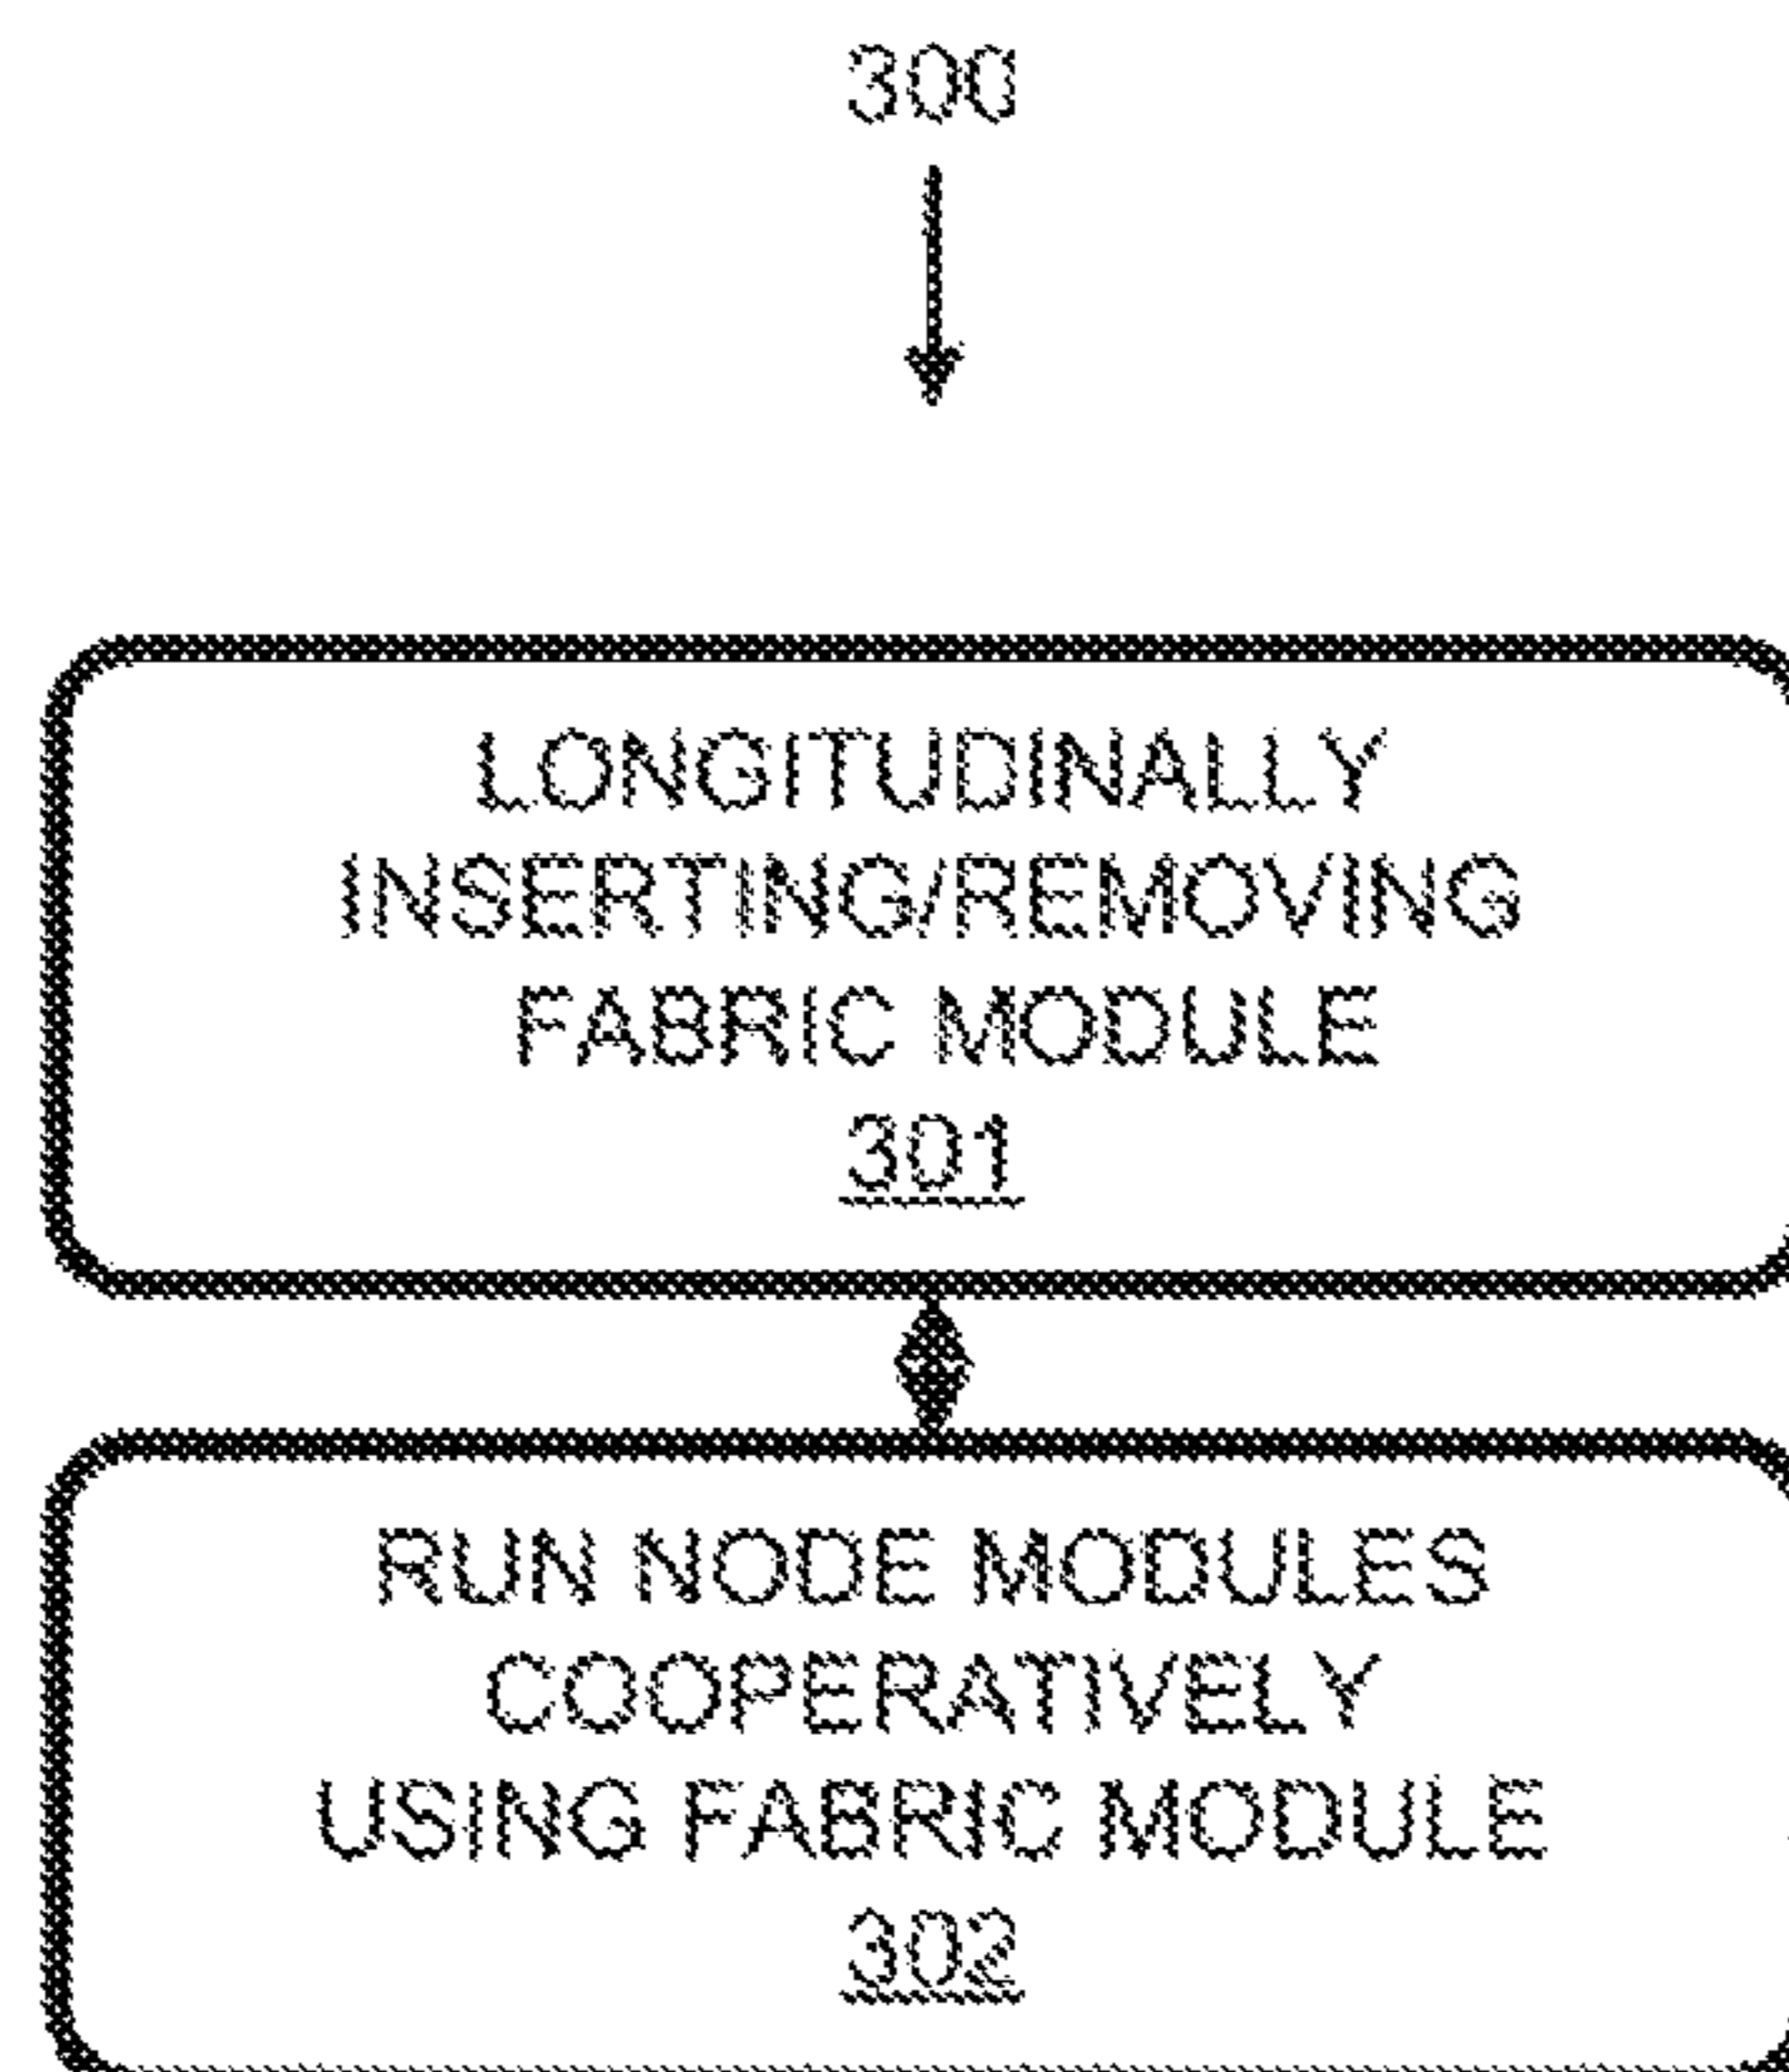 300
LONGITUDINALLY
INSERTING/REMOVING
FABRIC MODULE
301
RUN NODE MODULES
COOPERATIVELY
USING FABRIC MODULE
302